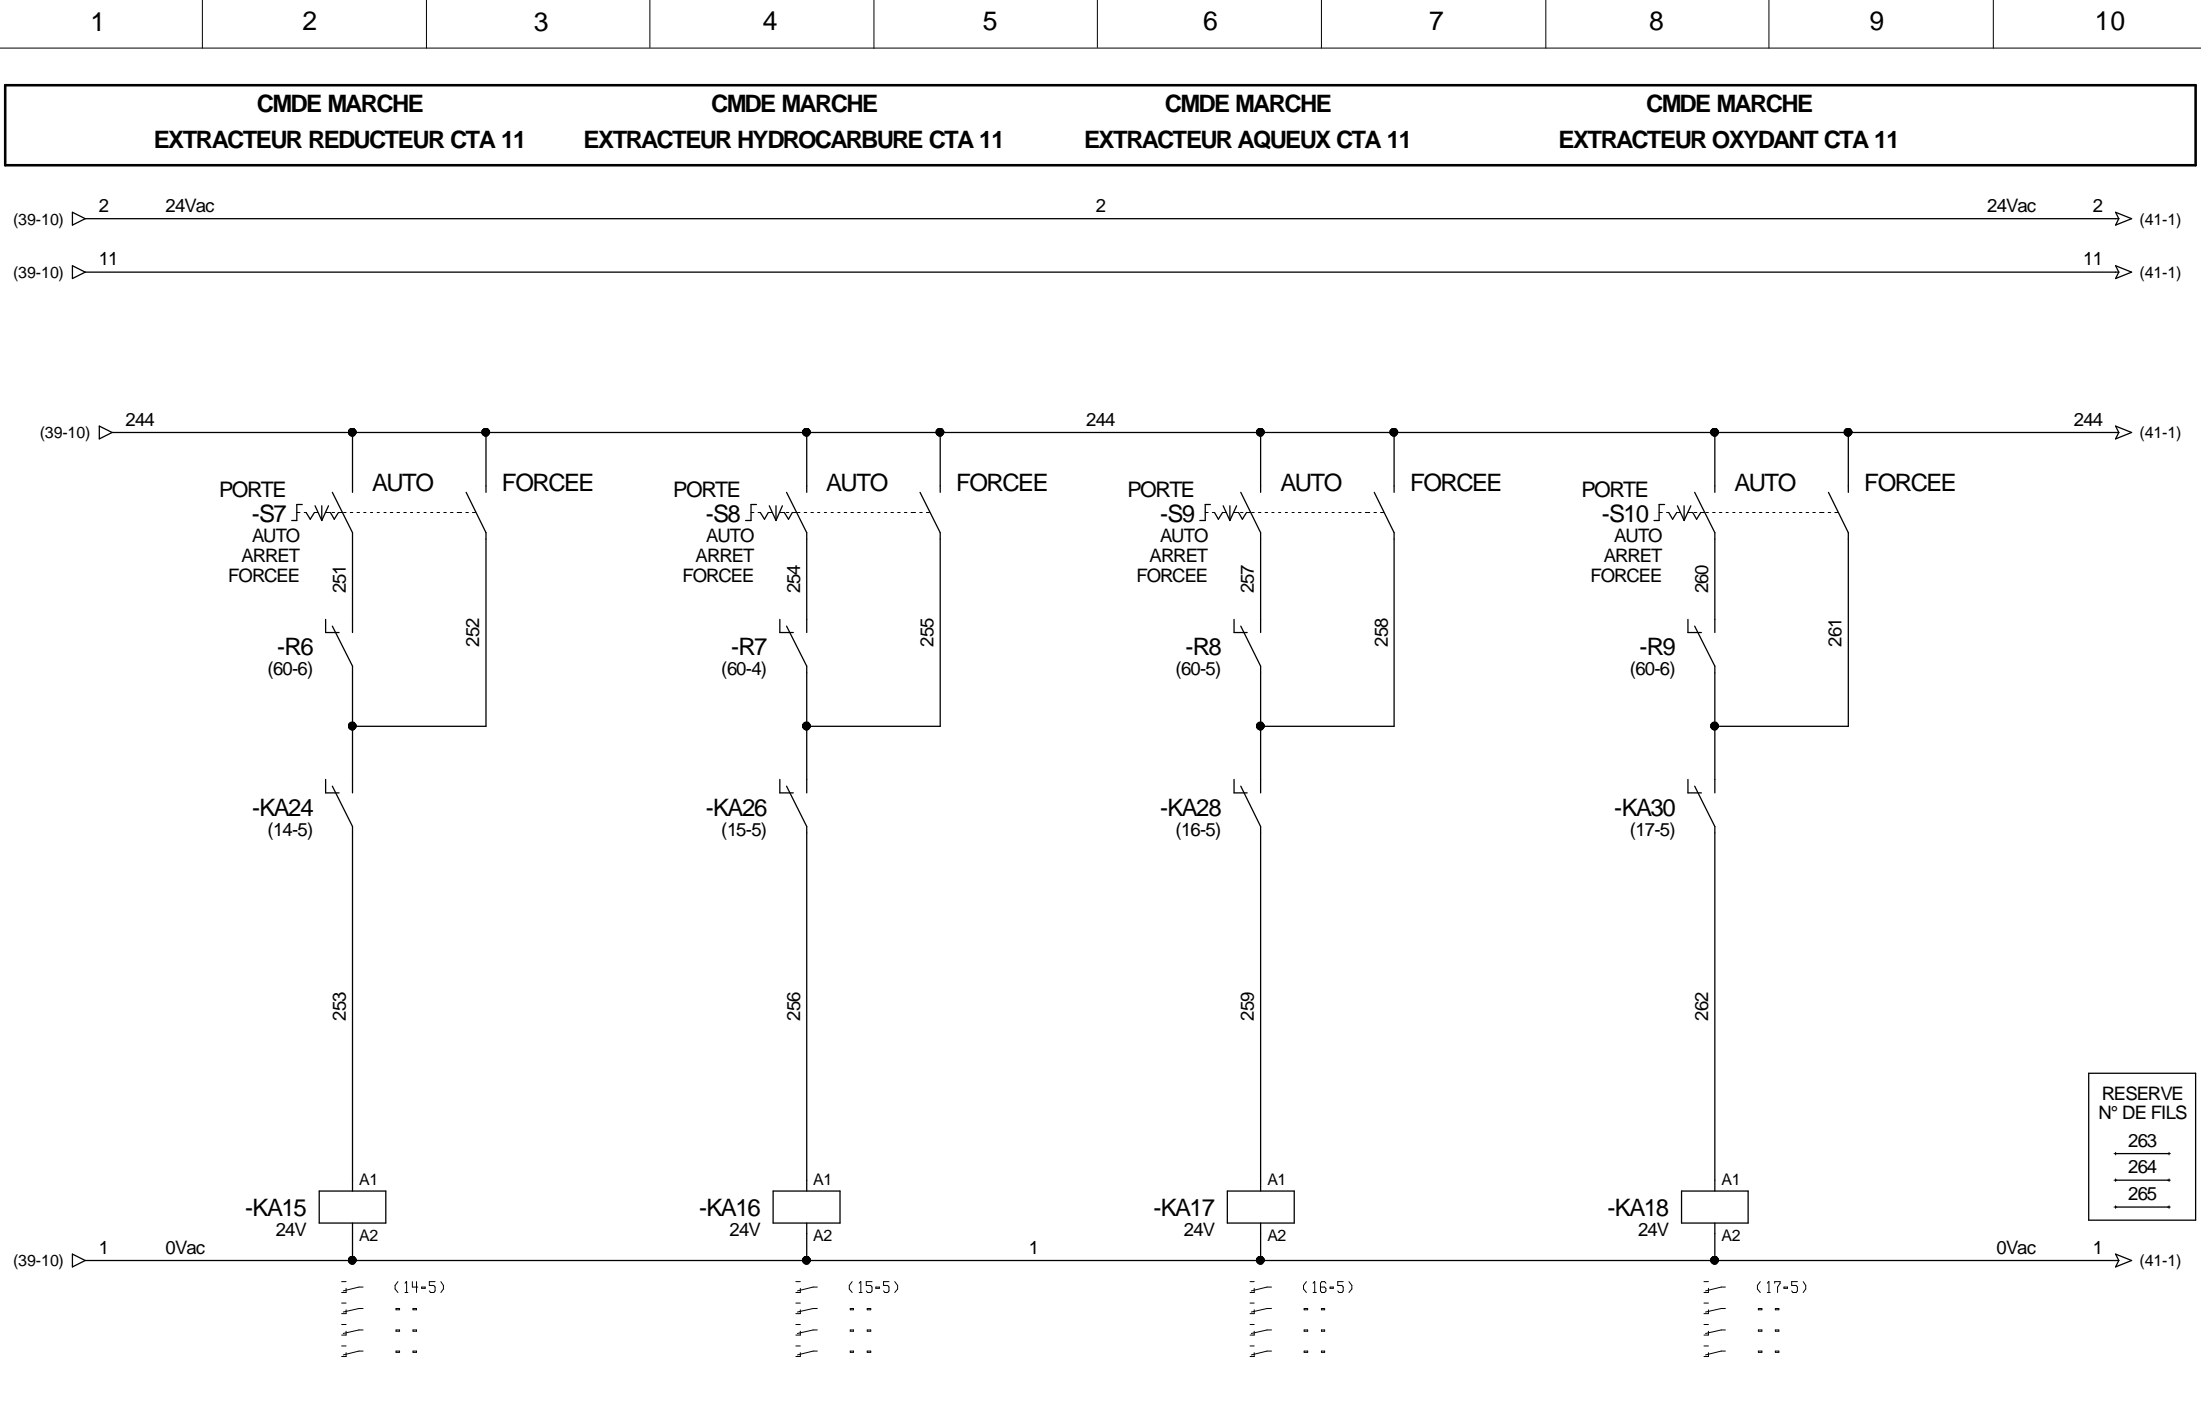 1 2 3 4 5 6 7 8 9 10
CMDE MARCHE
EXTRACTEUR REDUCTEUR CTA 11
CMDE MARCHE
EXTRACTEUR HYDROCARBURE CTA 11
CMDE MARCHE
EXTRACTEUR AQUEUX CTA 11
CMDE MARCHE
EXTRACTEUR OXYDANT CTA 11
(39-10) 2 24Vac 2 24Vac 2 (41-1)
(39-10) 11 11 (41-1)
(39-10) 244 244 244 (41-1)
PORTE
-S7
AUTO
ARRET
FORCEE
AUTO
FORCEE
251
252
-R6
(60-6)
-KA24
(14-5)
253
A1
-KA15
24V
A2
PORTE
-S8
AUTO
ARRET
FORCEE
AUTO
FORCEE
254
255
-R7
(60-4)
-KA26
(15-5)
256
A1
-KA16
24V
A2
PORTE
-S9
AUTO
ARRET
FORCEE
AUTO
FORCEE
257
258
-R8
(60-5)
-KA28
(16-5)
259
A1
-KA17
24V
A2
PORTE
-S10
AUTO
ARRET
FORCEE
AUTO
FORCEE
260
261
-R9
(60-6)
-KA30
(17-5)
262
A1
-KA18
24V
A2
RESERVE
N° DE FILS
263
264
265
(39-10) 1 0Vac 1 0Vac 1 (41-1)
(14-5) (15-5) (16-5) (17-5)
- - - - - - - -
- - - - - - - -
- - - - - - - -